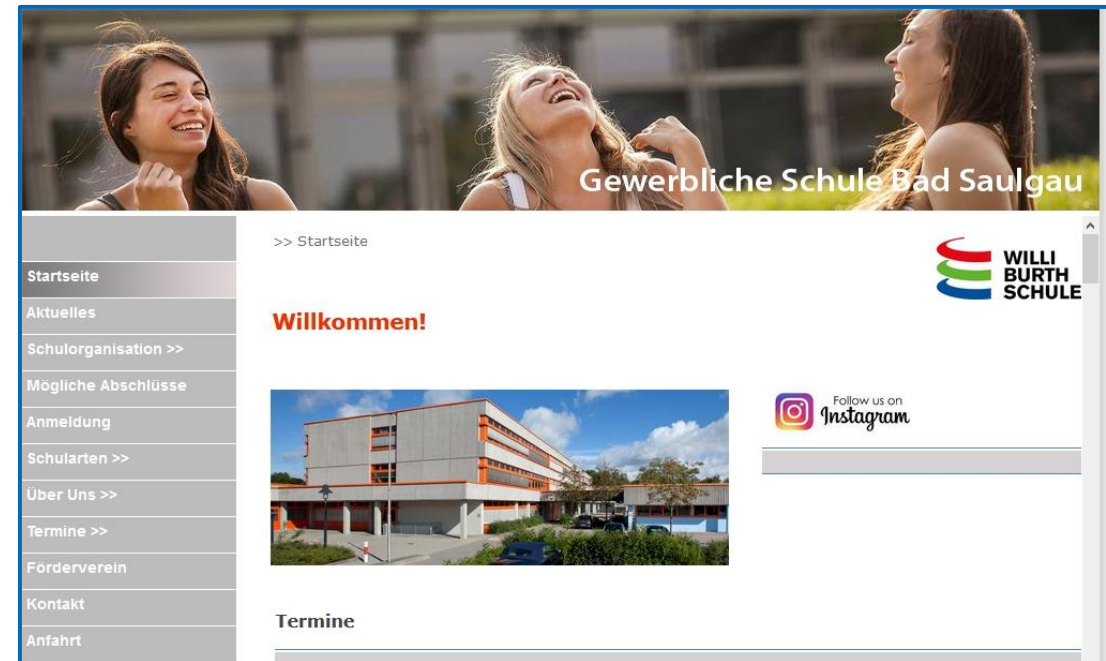 Gewerbliche Schule Bad Saulgau
>> Startseite
WILLI
BURTH
SCHULE
Startseite
Aktuelles
Schulorganisation >>
Mögliche Abschlüsse
Anmeldung
Schularten >>
Über Uns >>
Termine >>
Förderverein
Kontakt
Anfahrt
Willkommen!
Follow us on
Instagram
Termine